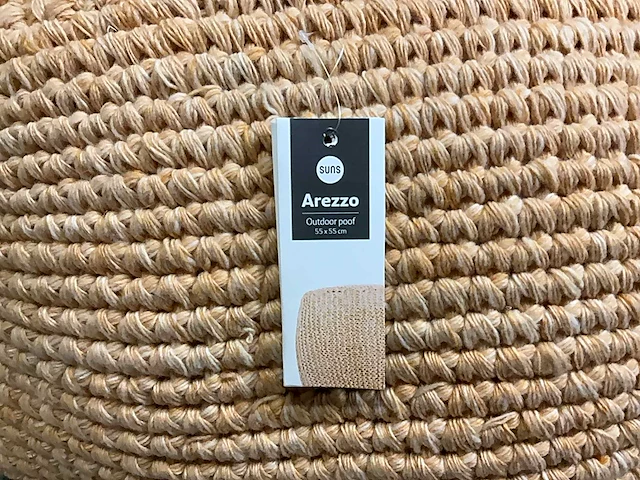 suns
Arezzo
Outdoor poof
55 x 55 cm